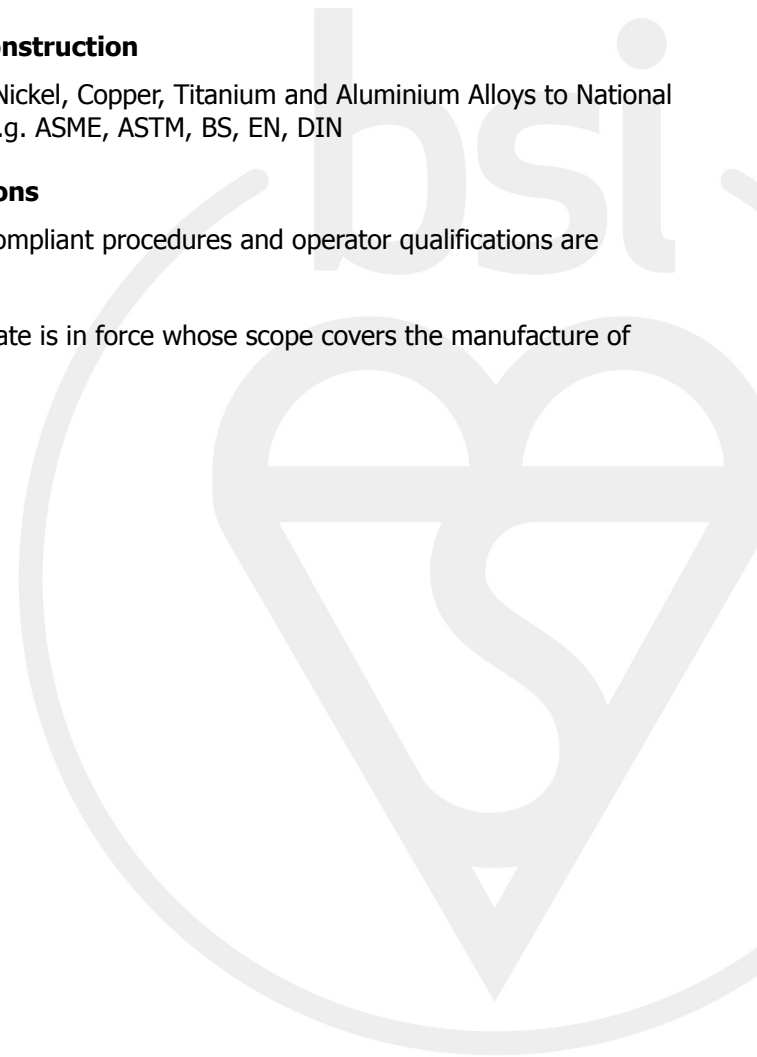 bsi
onstruction
Nickel, Copper, Titanium and Aluminium Alloys to National
.g. ASME, ASTM, BS, EN, DIN
ons
ompliant procedures and operator qualifications are
ate is in force whose scope covers the manufacture of